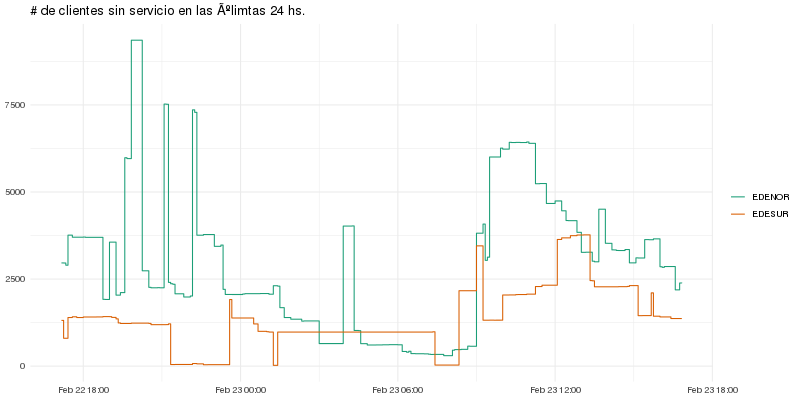 # de clientes sin servicio en las Ãºlimtas 24 hs.
7500
5000
2500
0
Feb 22 18:00
Feb 23 00:00
Feb 23 06:00
Feb 23 12:00
Feb 23 18:00
EDENOR
EDESUR